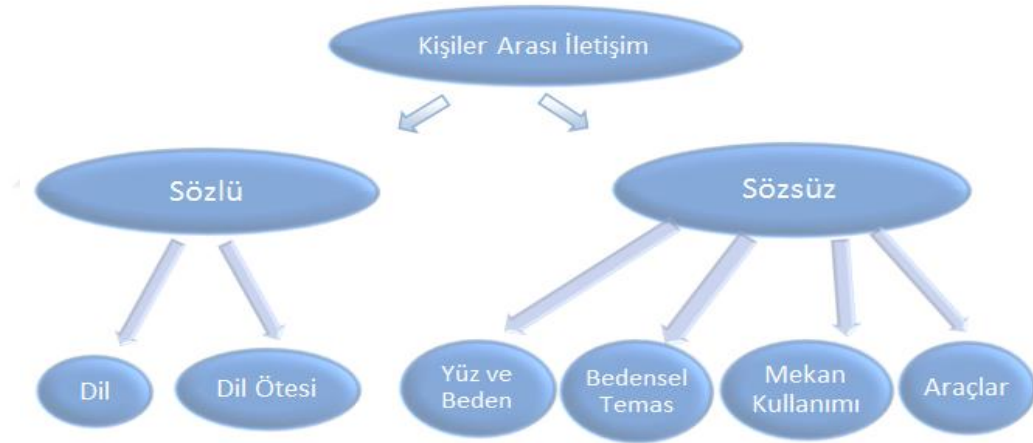 Kişiler Arası İletişim
Sözlü
Sözsüz
Dil
Dil Ötesi
Yüz ve
Beden
Bedensel
Temas
Mekan
Kullanımı
Araçlar